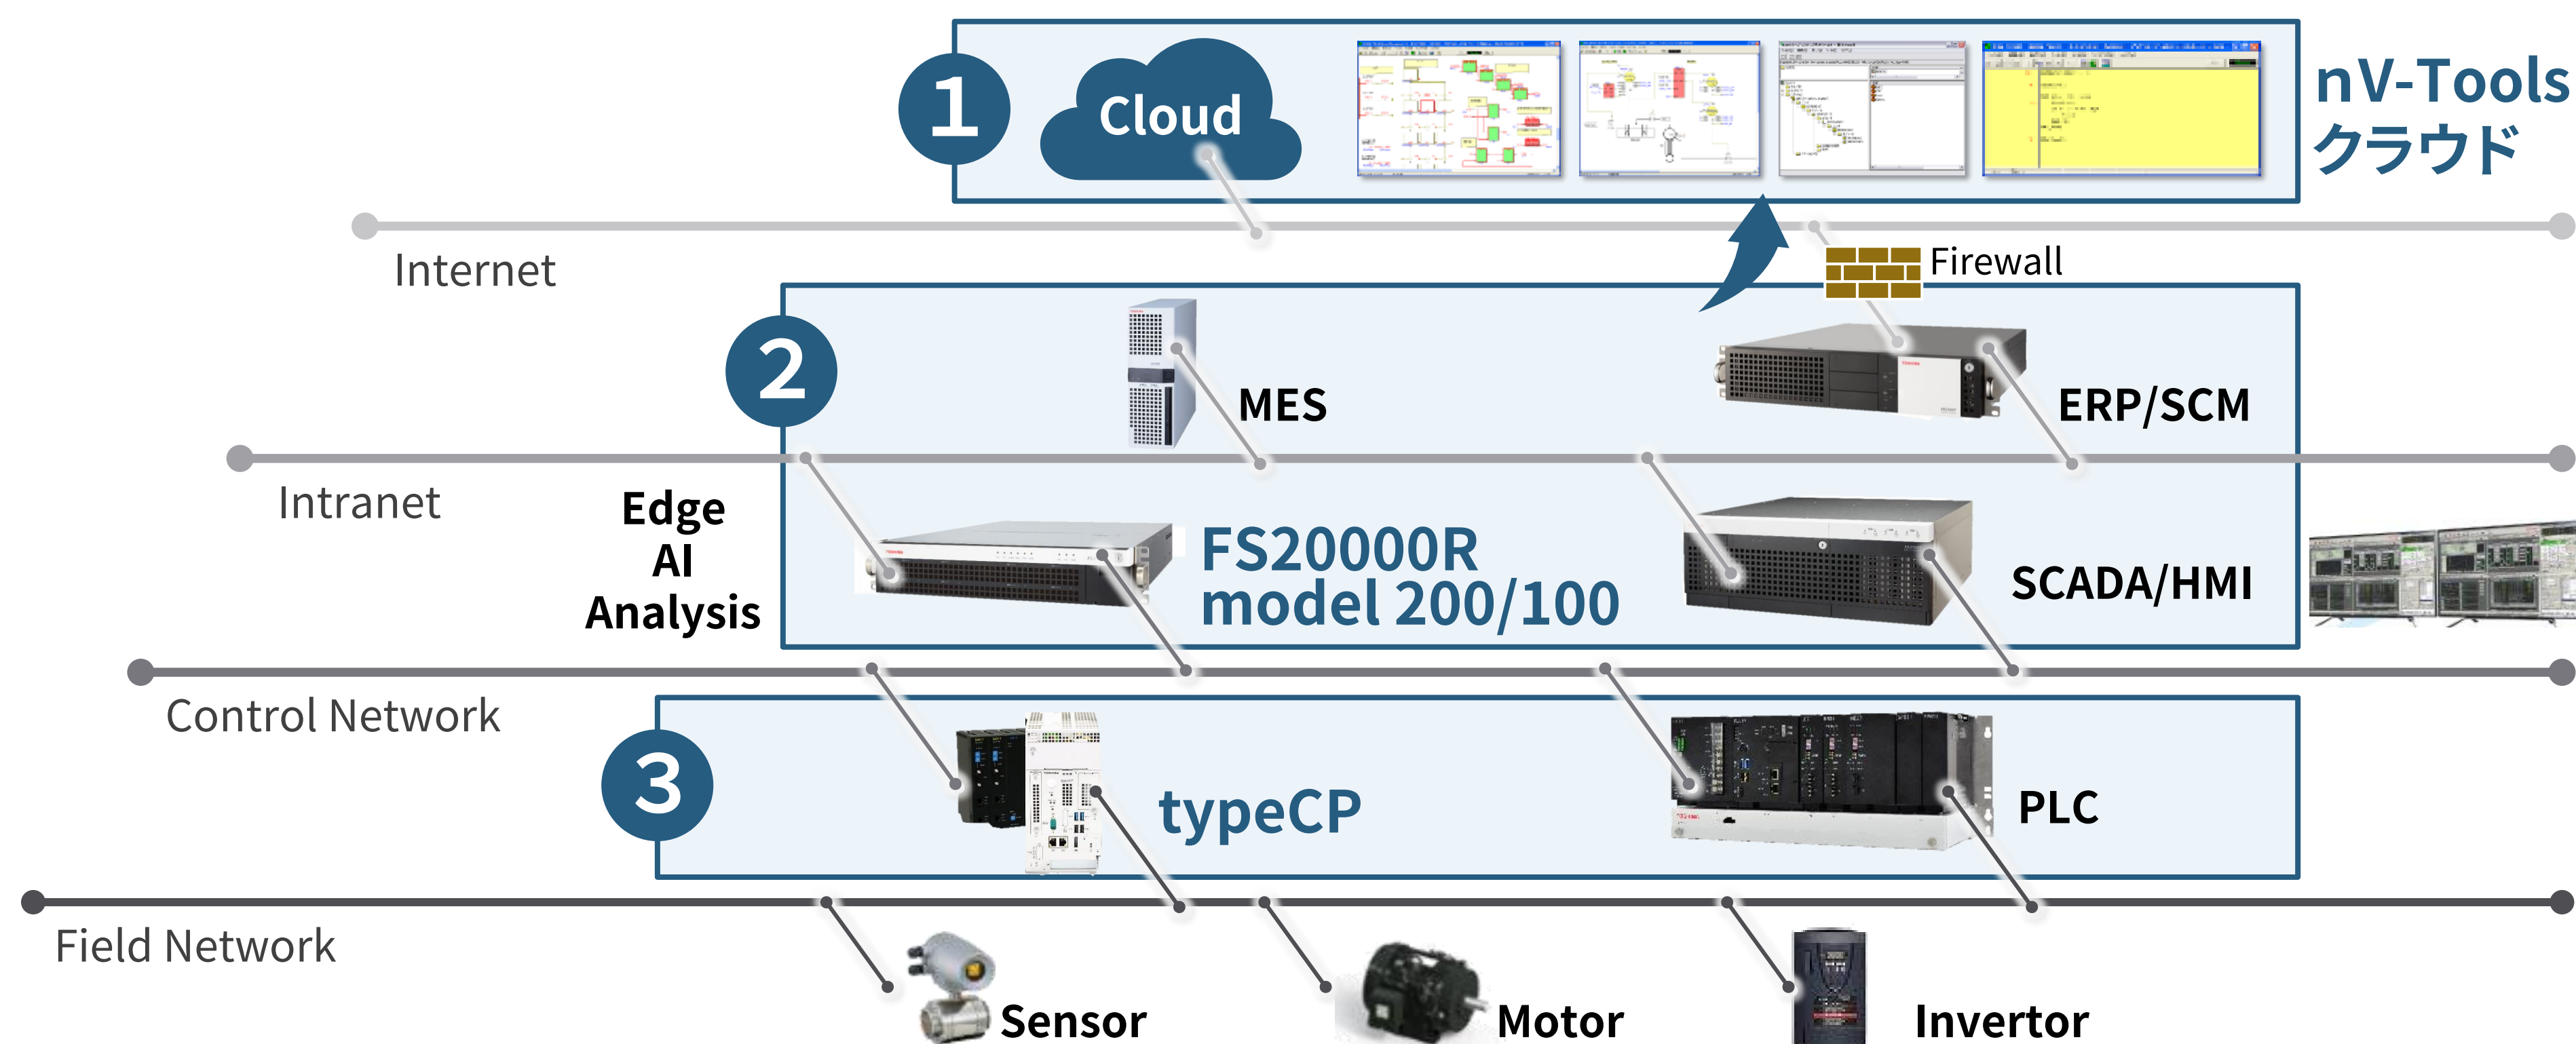 1
Cloud
nV-Tools
クラウド
Internet
Firewall
2
MES
ERP/SCM
Intranet
Edge
AI
Analysis
FS20000R
model 200/100
SCADA/HMI
Control Network
3
typeCP
PLC
Field Network
Sensor
Motor
Invertor